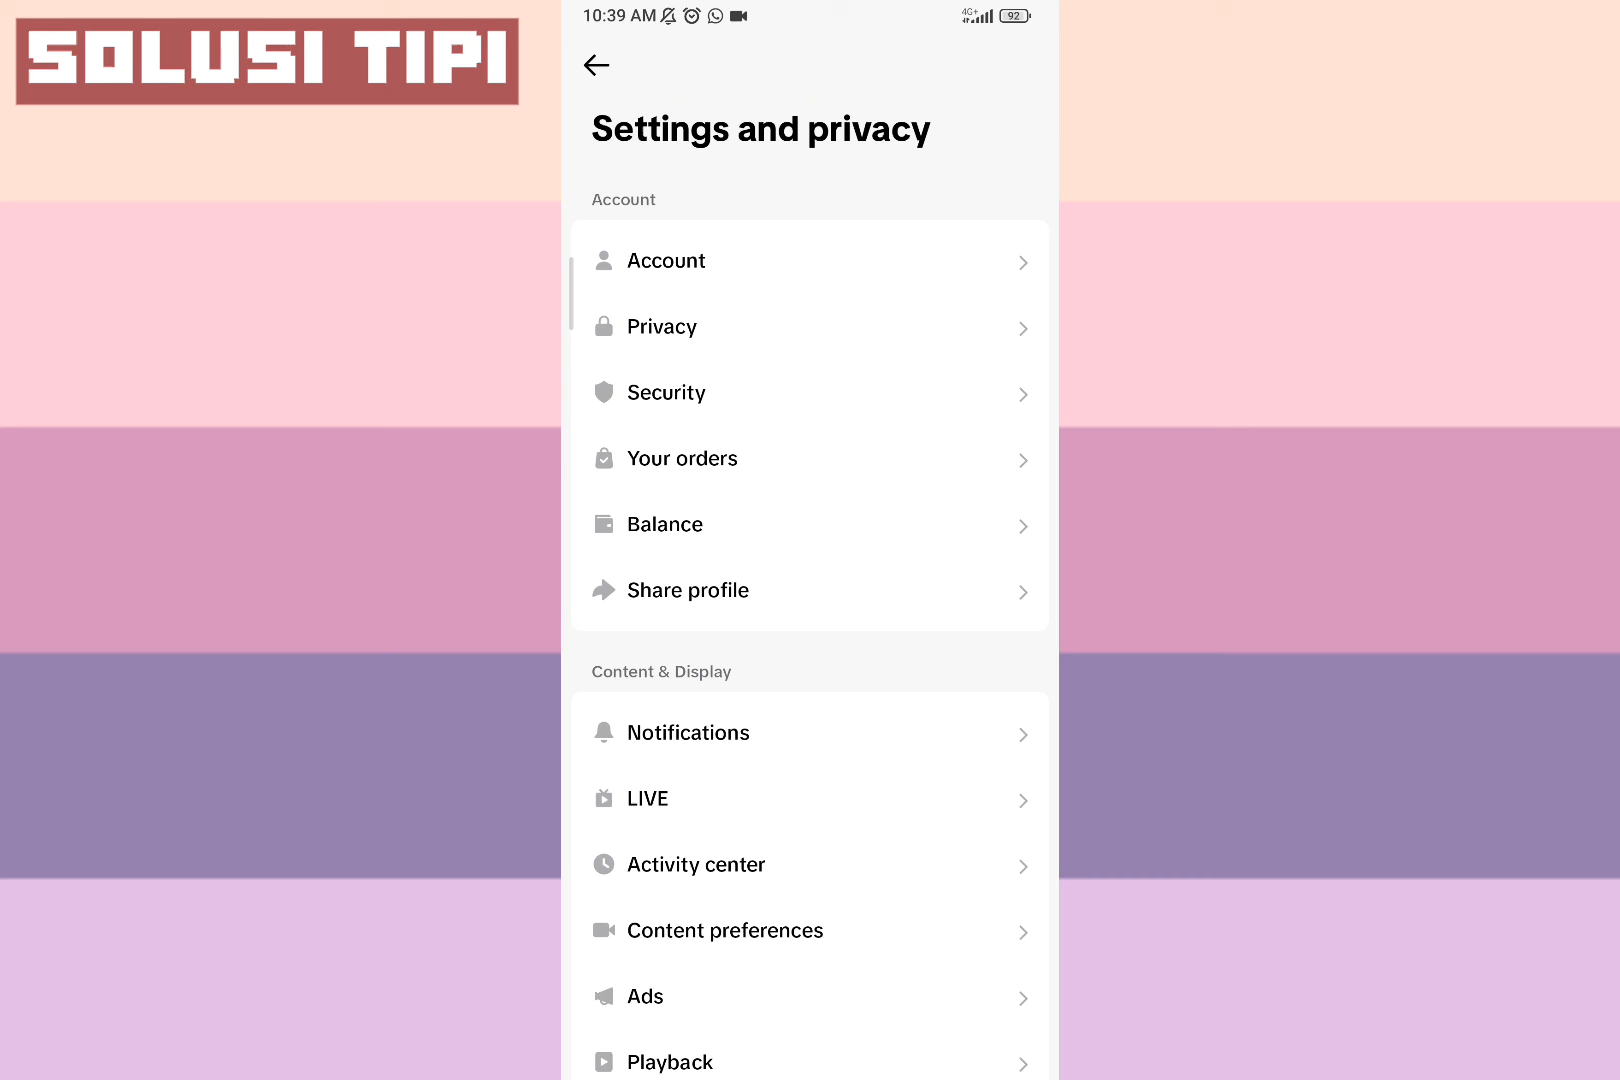 SOLUSI TIPI
10:39 AM
4G+
92
Settings and privacy
Account
Account
Privacy
Security
Your orders
Balance
Share profile
Content & Display
Notifications
LIVE
Activity center
Content preferences
Ads
Playback